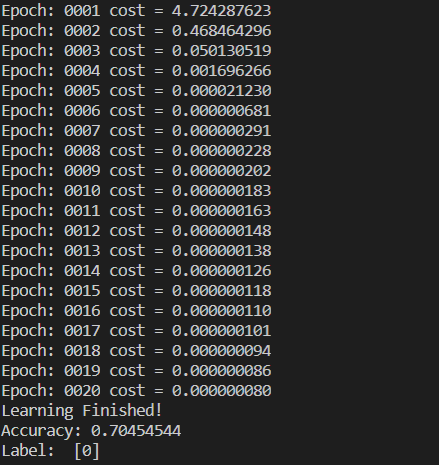 Epoch: 0001 cost = 4.724287623
Epoch: 0002 cost = 0.468464296
Epoch: 0003 cost = 0.050130519
Epoch: 0004 cost = 0.001696266
Epoch: 0005 cost = 0.000021230
Epoch: 0006 cost = 0.000000681
Epoch: 0007 cost = 0.000000291
Epoch: 0008 cost = 0.000000228
Epoch: 0009 cost = 0.000000202
Epoch: 0010 cost = 0.000000183
Epoch: 0011 cost = 0.000000163
Epoch: 0012 cost = 0.000000148
Epoch: 0013 cost = 0.000000138
Epoch: 0014 cost = 0.000000126
Epoch: 0015 cost = 0.000000118
Epoch: 0016 cost = 0.000000110
Epoch: 0017 cost = 0.000000101
Epoch: 0018 cost = 0.000000094
Epoch: 0019 cost = 0.000000086
Epoch: 0020 cost = 0.000000080
Learning Finished!
Accuracy: 0.70454544
Label:  [0]